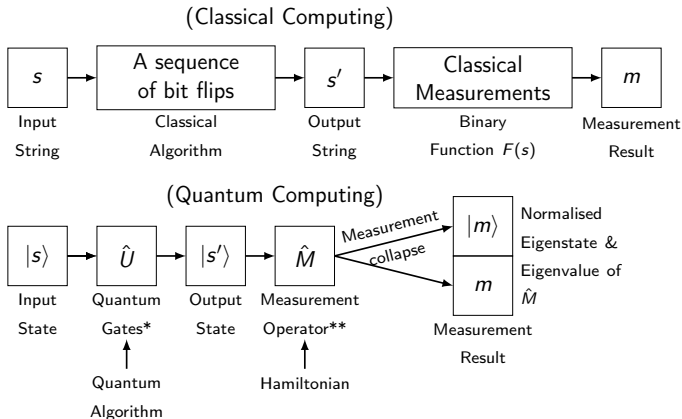 (Classical Computing)
s
A sequence
of bit flips
s′
Classical
Measurements
m
Input
String
Classical
Algorithm
Output
String
Binary
Function F(s)
Measurement
Result
(Quantum Computing)
|s⟩
Û
|s′⟩
M̂
Measurement
collapse
|m⟩
m
Normalised
Eigenstate &
Eigenvalue of
M̂
Input
State
Quantum
Gates*
Output
State
Measurement
Operator**
Measurement
Result
Quantum
Algorithm
Hamiltonian